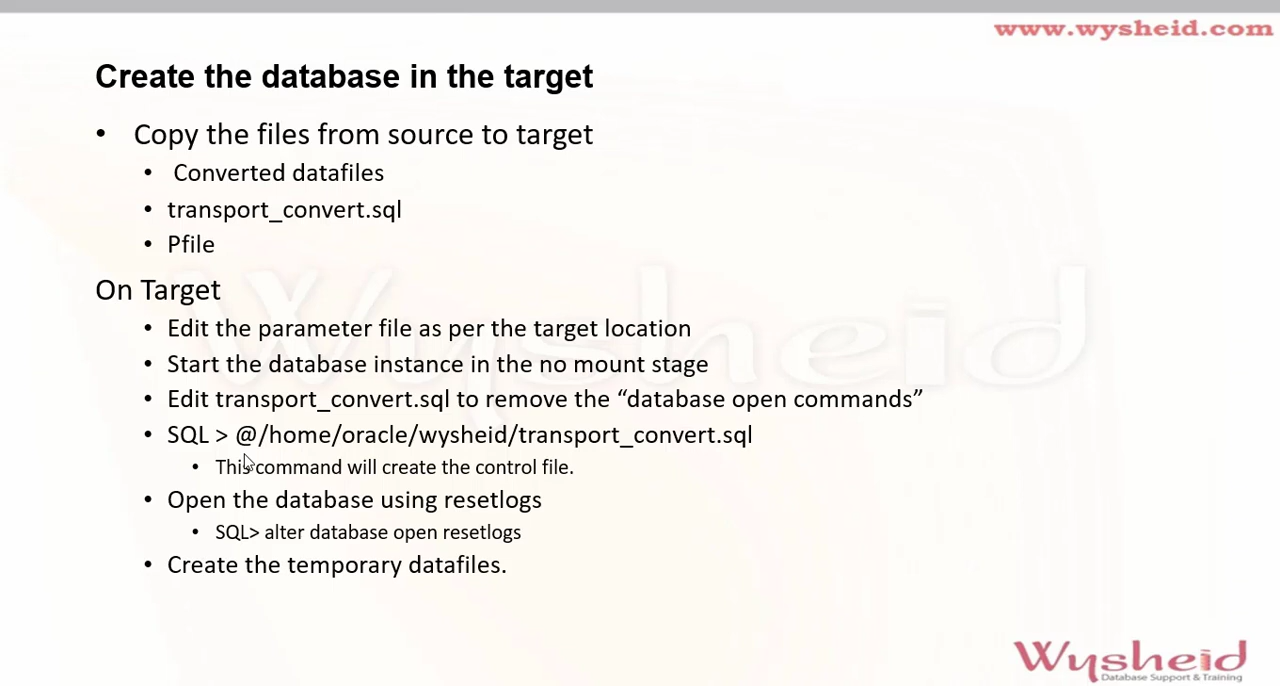 www.wysheid.com
Create the database in the target
• Copy the files from source to target
• Converted datafiles
• transport_convert.sql
• Pfile
On Target
• Edit the parameter file as per the target location
• Start the database instance in the no mount stage
• Edit transport_convert.sql to remove the “database open commands”
• SQL > @/home/oracle/wysheid/transport_convert.sql
• This command will create the control file.
• Open the database using resetlogs
• SQL> alter database open resetlogs
• Create the temporary datafiles.
Wysheid
Wysheid
Database Support & Training